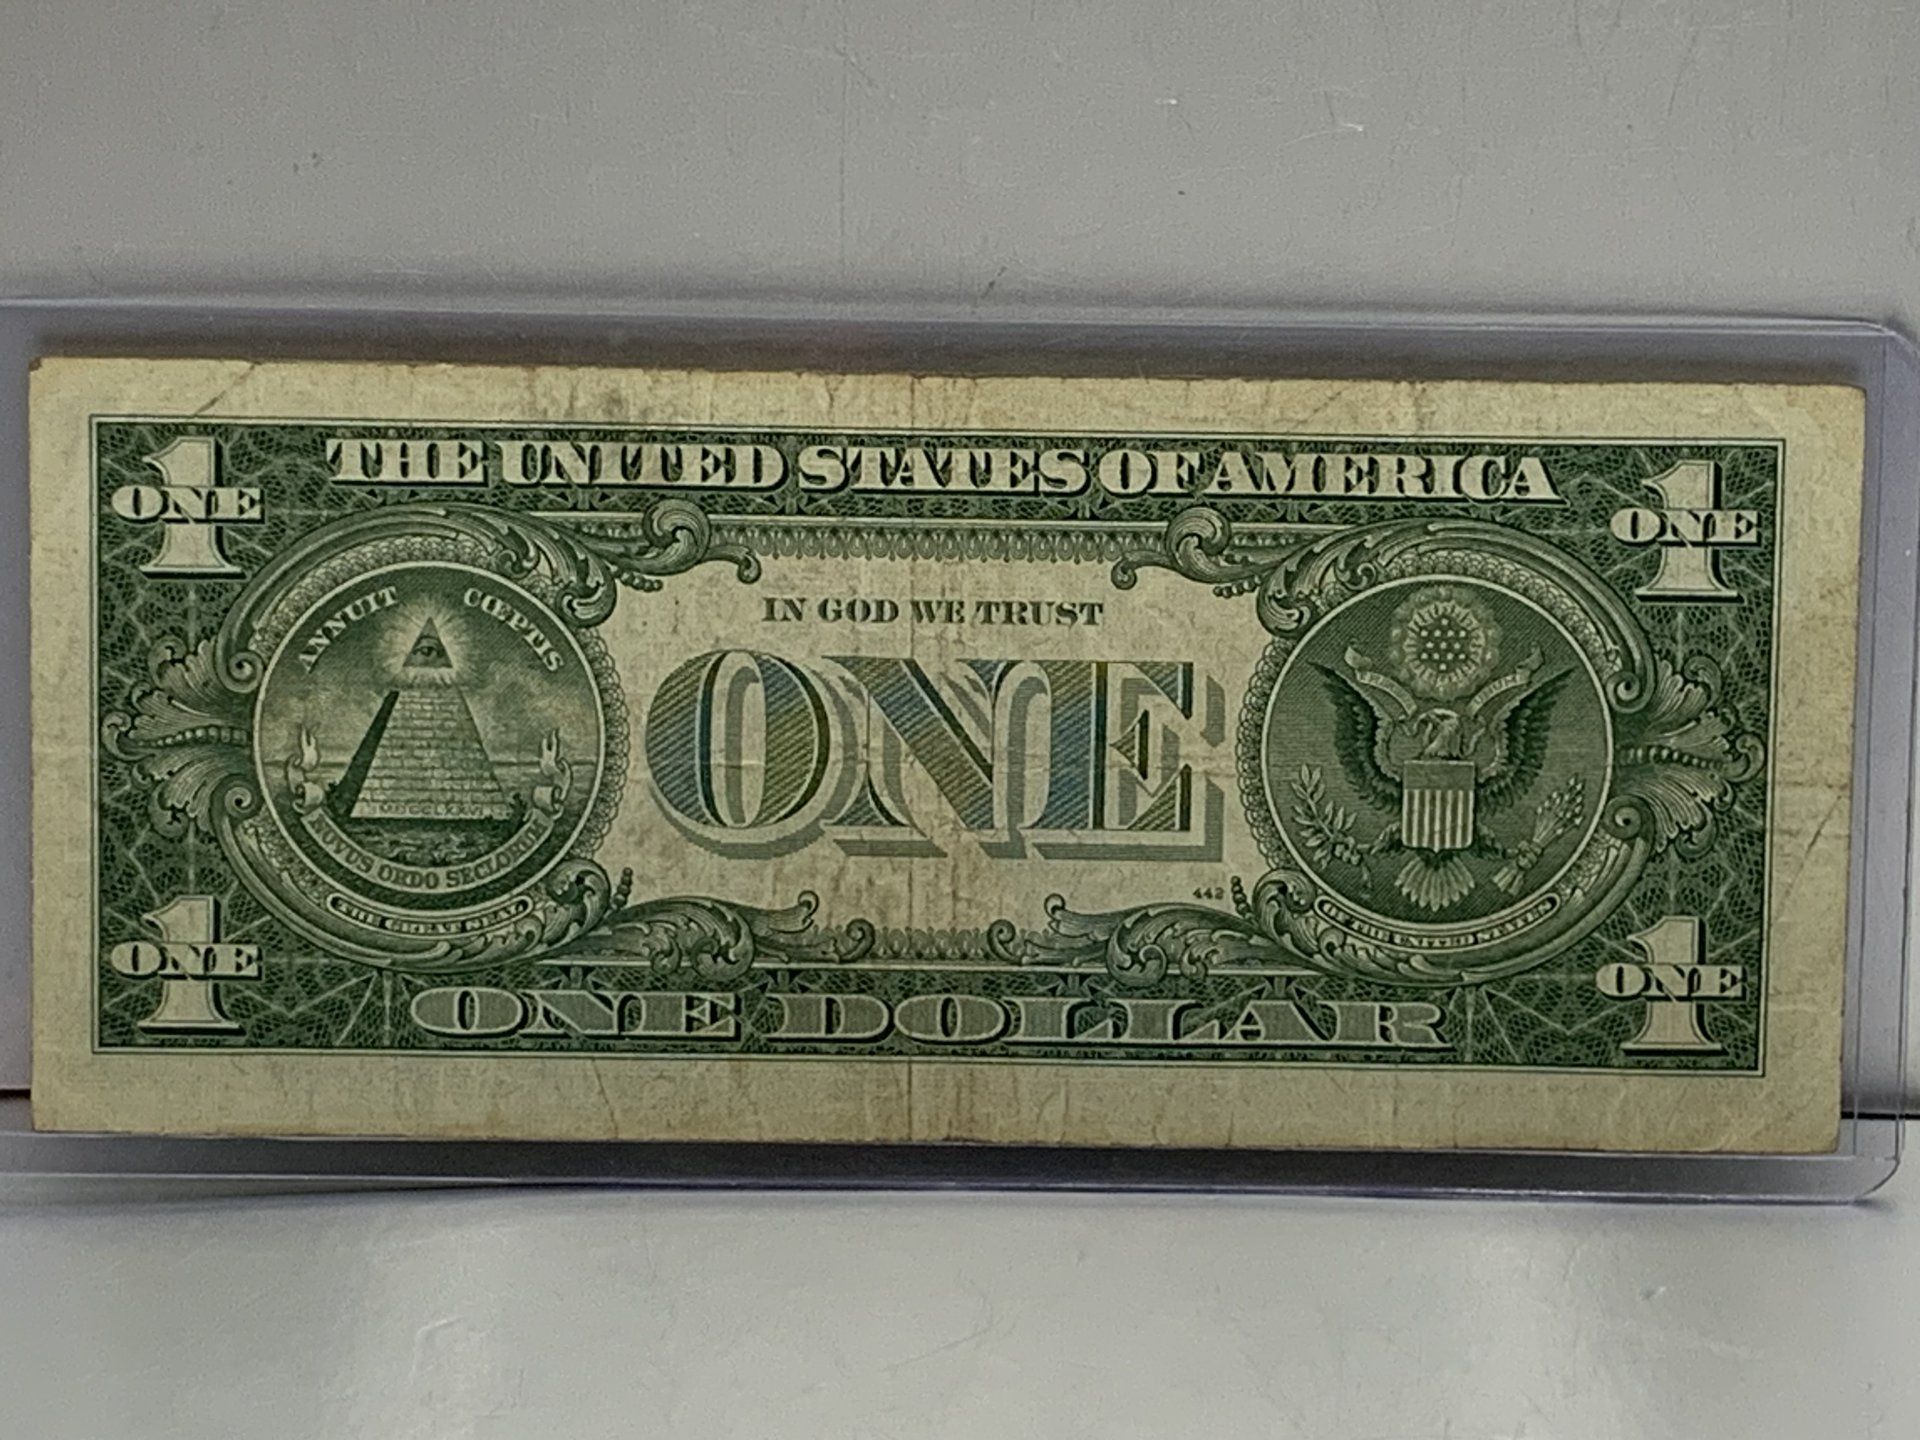 1 ONE
THE UNITED STATES OF AMERICA
1 ONE
ANNUIT CŒPTIS
MDCCLXXVI
NOVUS ORDO SECLORUM
THE GREAT SEAL
IN GOD WE TRUST
ONE
442
OF THE UNITED STATES
1 ONE
ONE DOLLAR
1 ONE